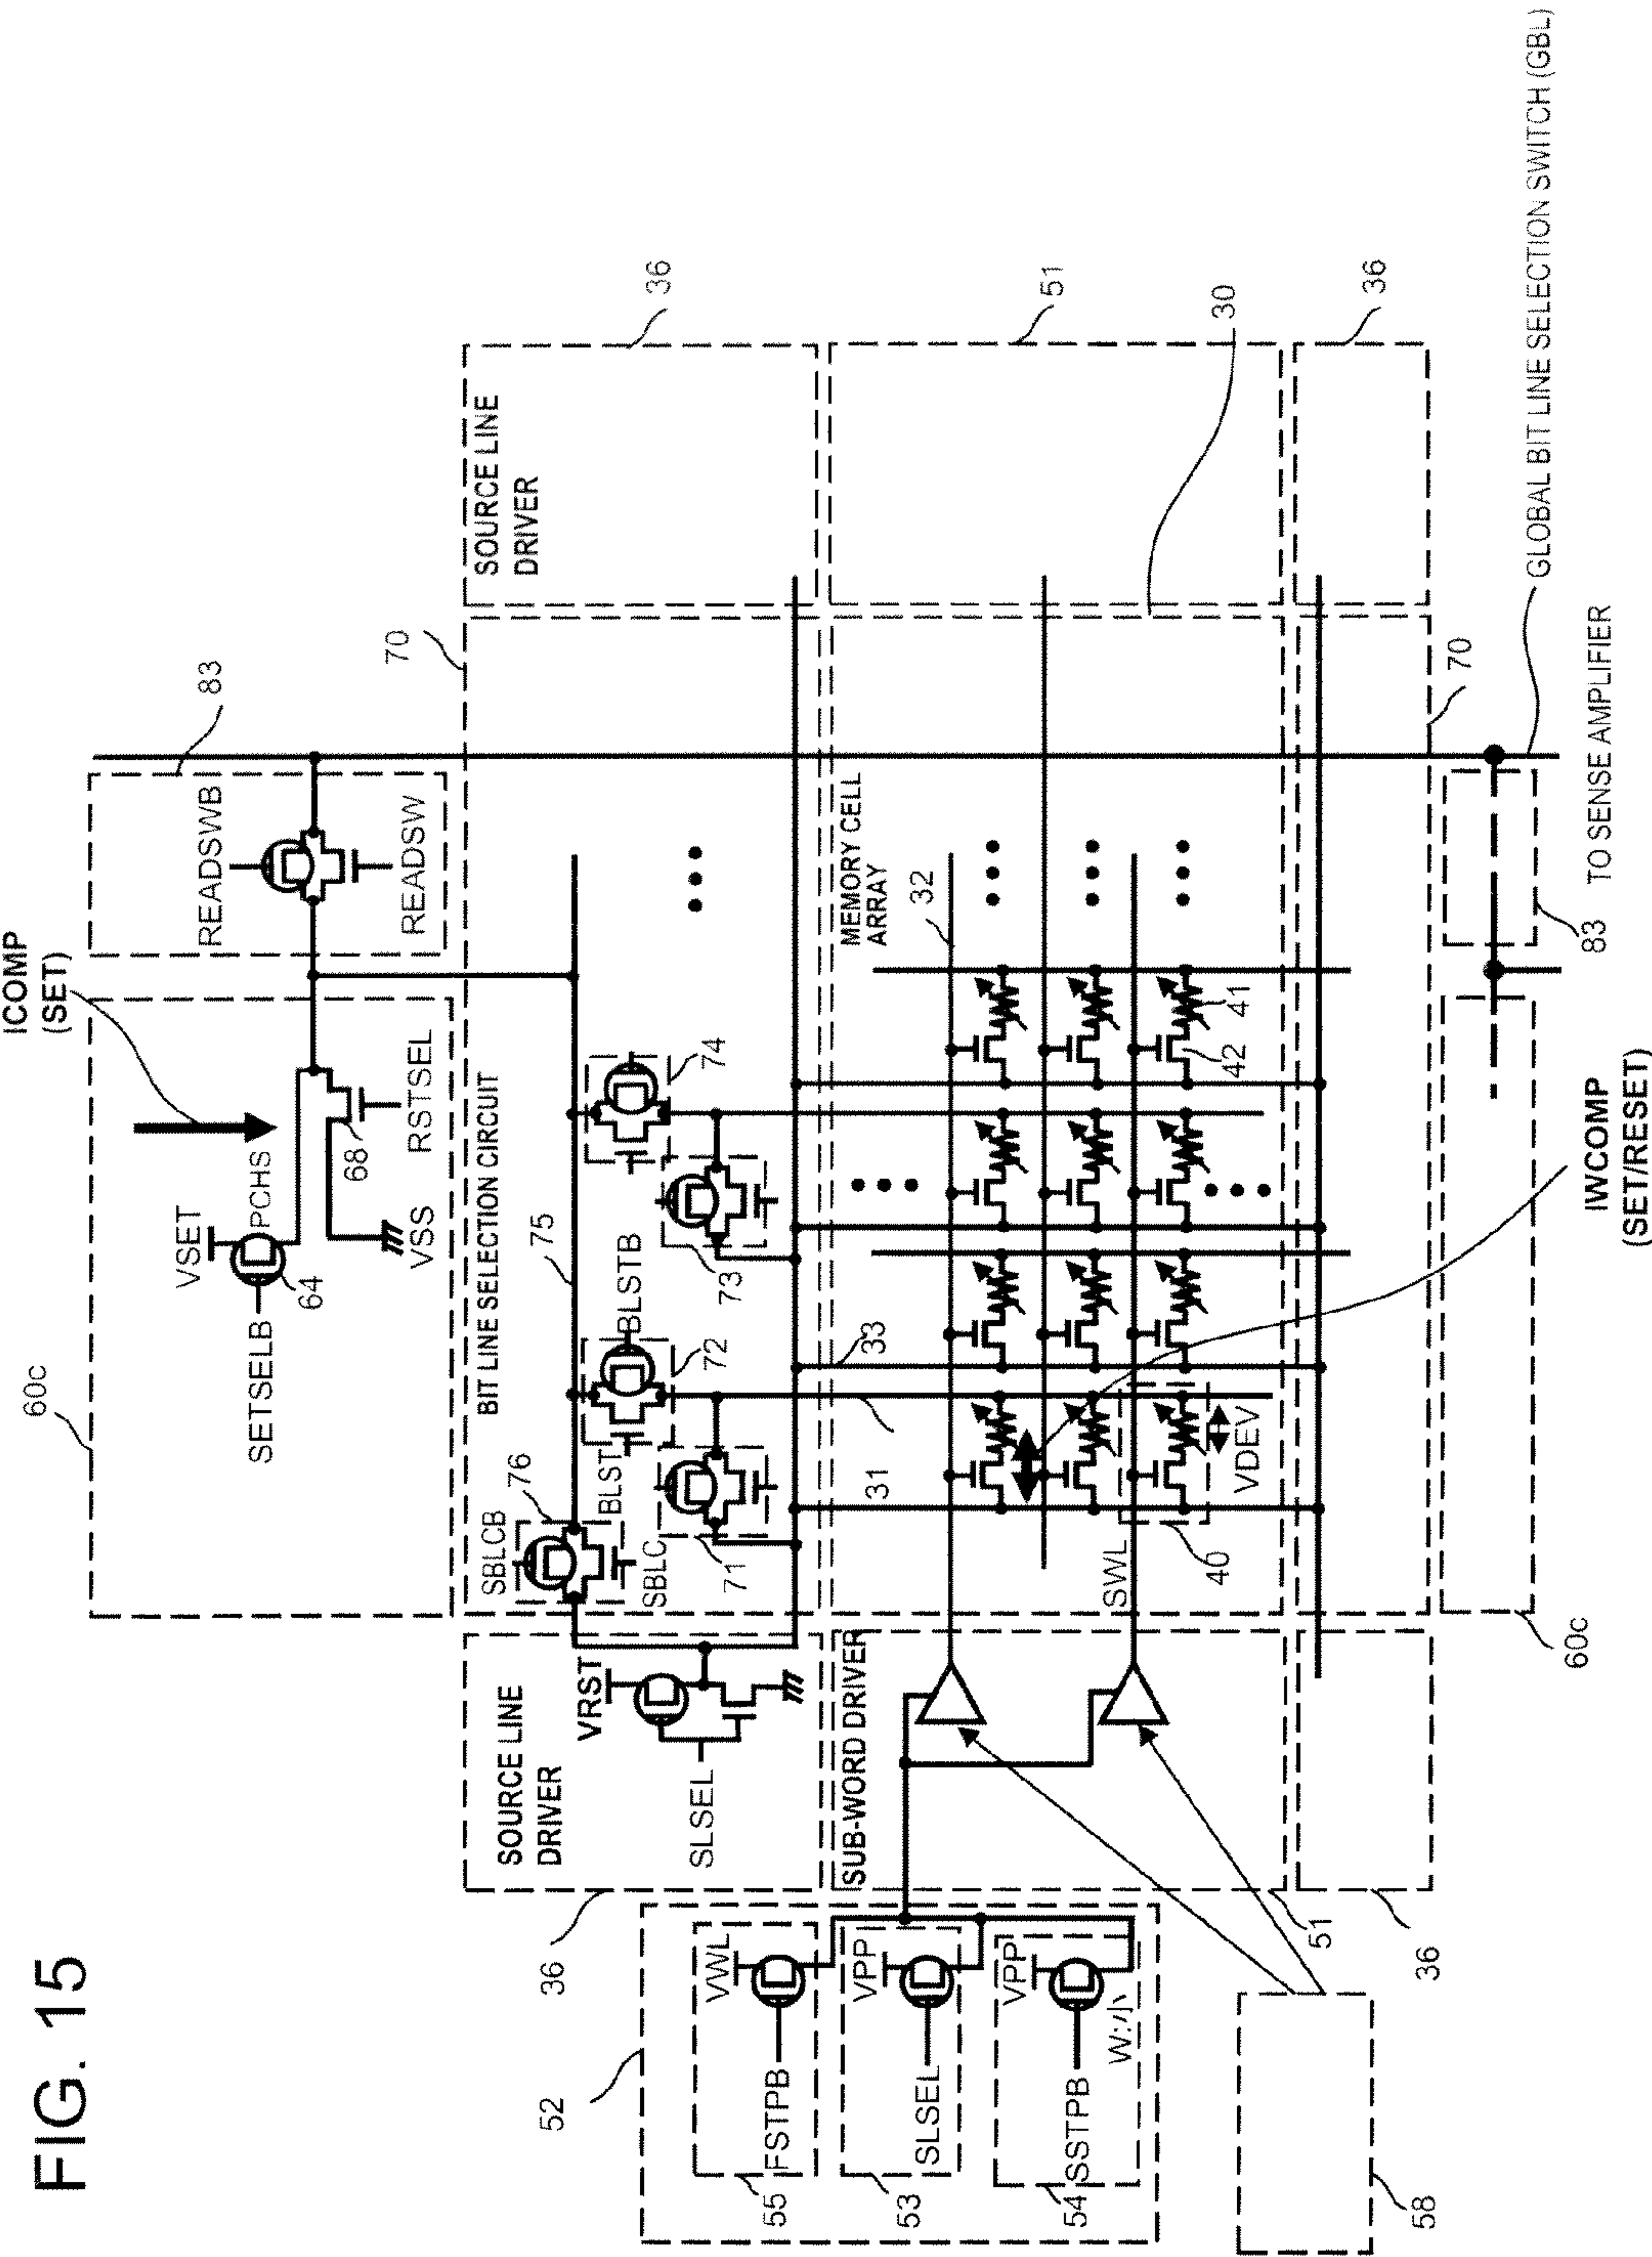 FIG. 15
60c
ICOMP
(SET)
83
VSET
SETSELB
PCHS
64
68
VSS
RSTSEL
READSWB
READSW
70
36
SOURCE LINE
DRIVER
VRST
SLSEL
36
BIT LINE SELECTION CIRCUIT
SBLCB
76
SBLC
75
BLST
BLSTB
72
71
74
73
SOURCE LINE
DRIVER
36
52
VWL
FSTPB
55
VPP
SLSEL
53
VPP
SSTPB
54
SUB-WORD DRIVER
51
MEMORY CELL
ARRAY
32
33
31
SWL
40
VDEV
41
42
51
30
36
36
70
58
60c
83
IWCOMP
(SET/RESET)
TO SENSE AMPLIFIER
GLOBAL BIT LINE SELECTION SWITCH (GBL)